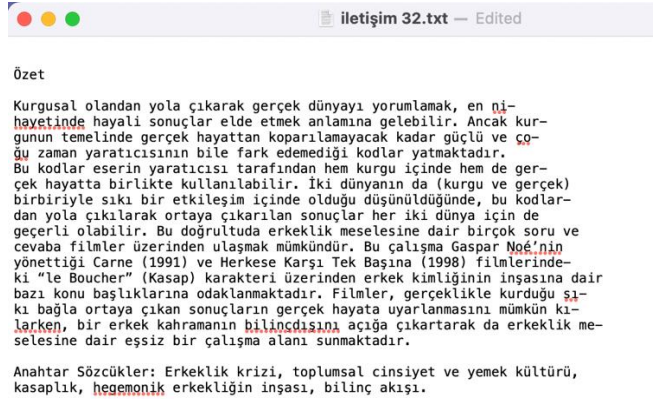 iletişim 32.txt — Edited
Özet
Kurgusal olandan yola çıkarak gerçek dünyayı yorumlamak, en ni-
hayetinde hayali sonuçlar elde etmek anlamına gelebilir. Ancak kur-
gunun temelinde gerçek hayattan koparılamayacak kadar güçlü ve ço-
ğu zaman yaratıcısının bile fark edemediği kodlar yatmaktadır.
Bu kodlar eserin yaratıcısı tarafından hem kurgu içinde hem de ger-
çek hayatta birlikte kullanılabilir. İki dünyanın da (kurgu ve gerçek)
birbiriyle sıkı bir etkileşim içinde olduğu düşünüldüğünde, bu kodlar-
dan yola çıkılarak ortaya çıkarılan sonuçlar her iki dünya için de
geçerli olabilir. Bu doğrultuda erkeklik meselesine dair birçok soru ve
cevaba filmler üzerinden ulaşmak mümkündür. Bu çalışma Gaspar Noé’nin
yönettiği Carne (1991) ve Herkese Karşı Tek Başına (1998) filmlerinde-
ki “le Boucher” (Kasap) karakteri üzerinden erkek kimliğinin inşasına dair
bazı konu başlıklarına odaklanmaktadır. Filmler, gerçeklikle kurduğu sı-
kı bağla ortaya çıkan sonuçların gerçek hayata uyarlanmasını mümkün kı-
larken, bir erkek kahramanın bilinçdışını açığa çıkartarak da erkeklik me-
selesine dair eşsiz bir çalışma alanı sunmaktadır.
Anahtar Sözcükler: Erkeklik krizi, toplumsal cinsiyet ve yemek kültürü,
kasaplık, hegemonik erkekliğin inşası, bilinç akışı.